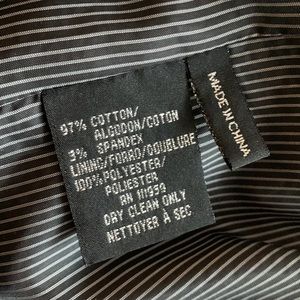 97% COTTON/
ALGODON/COTON
3% SPANDEX
LINING/FORRO/DOUBLURE
100% POLYESTER/
POLIESTER
RN 111939
DRY CLEAN ONLY
NETTOYER À SEC
MADE IN CHINA